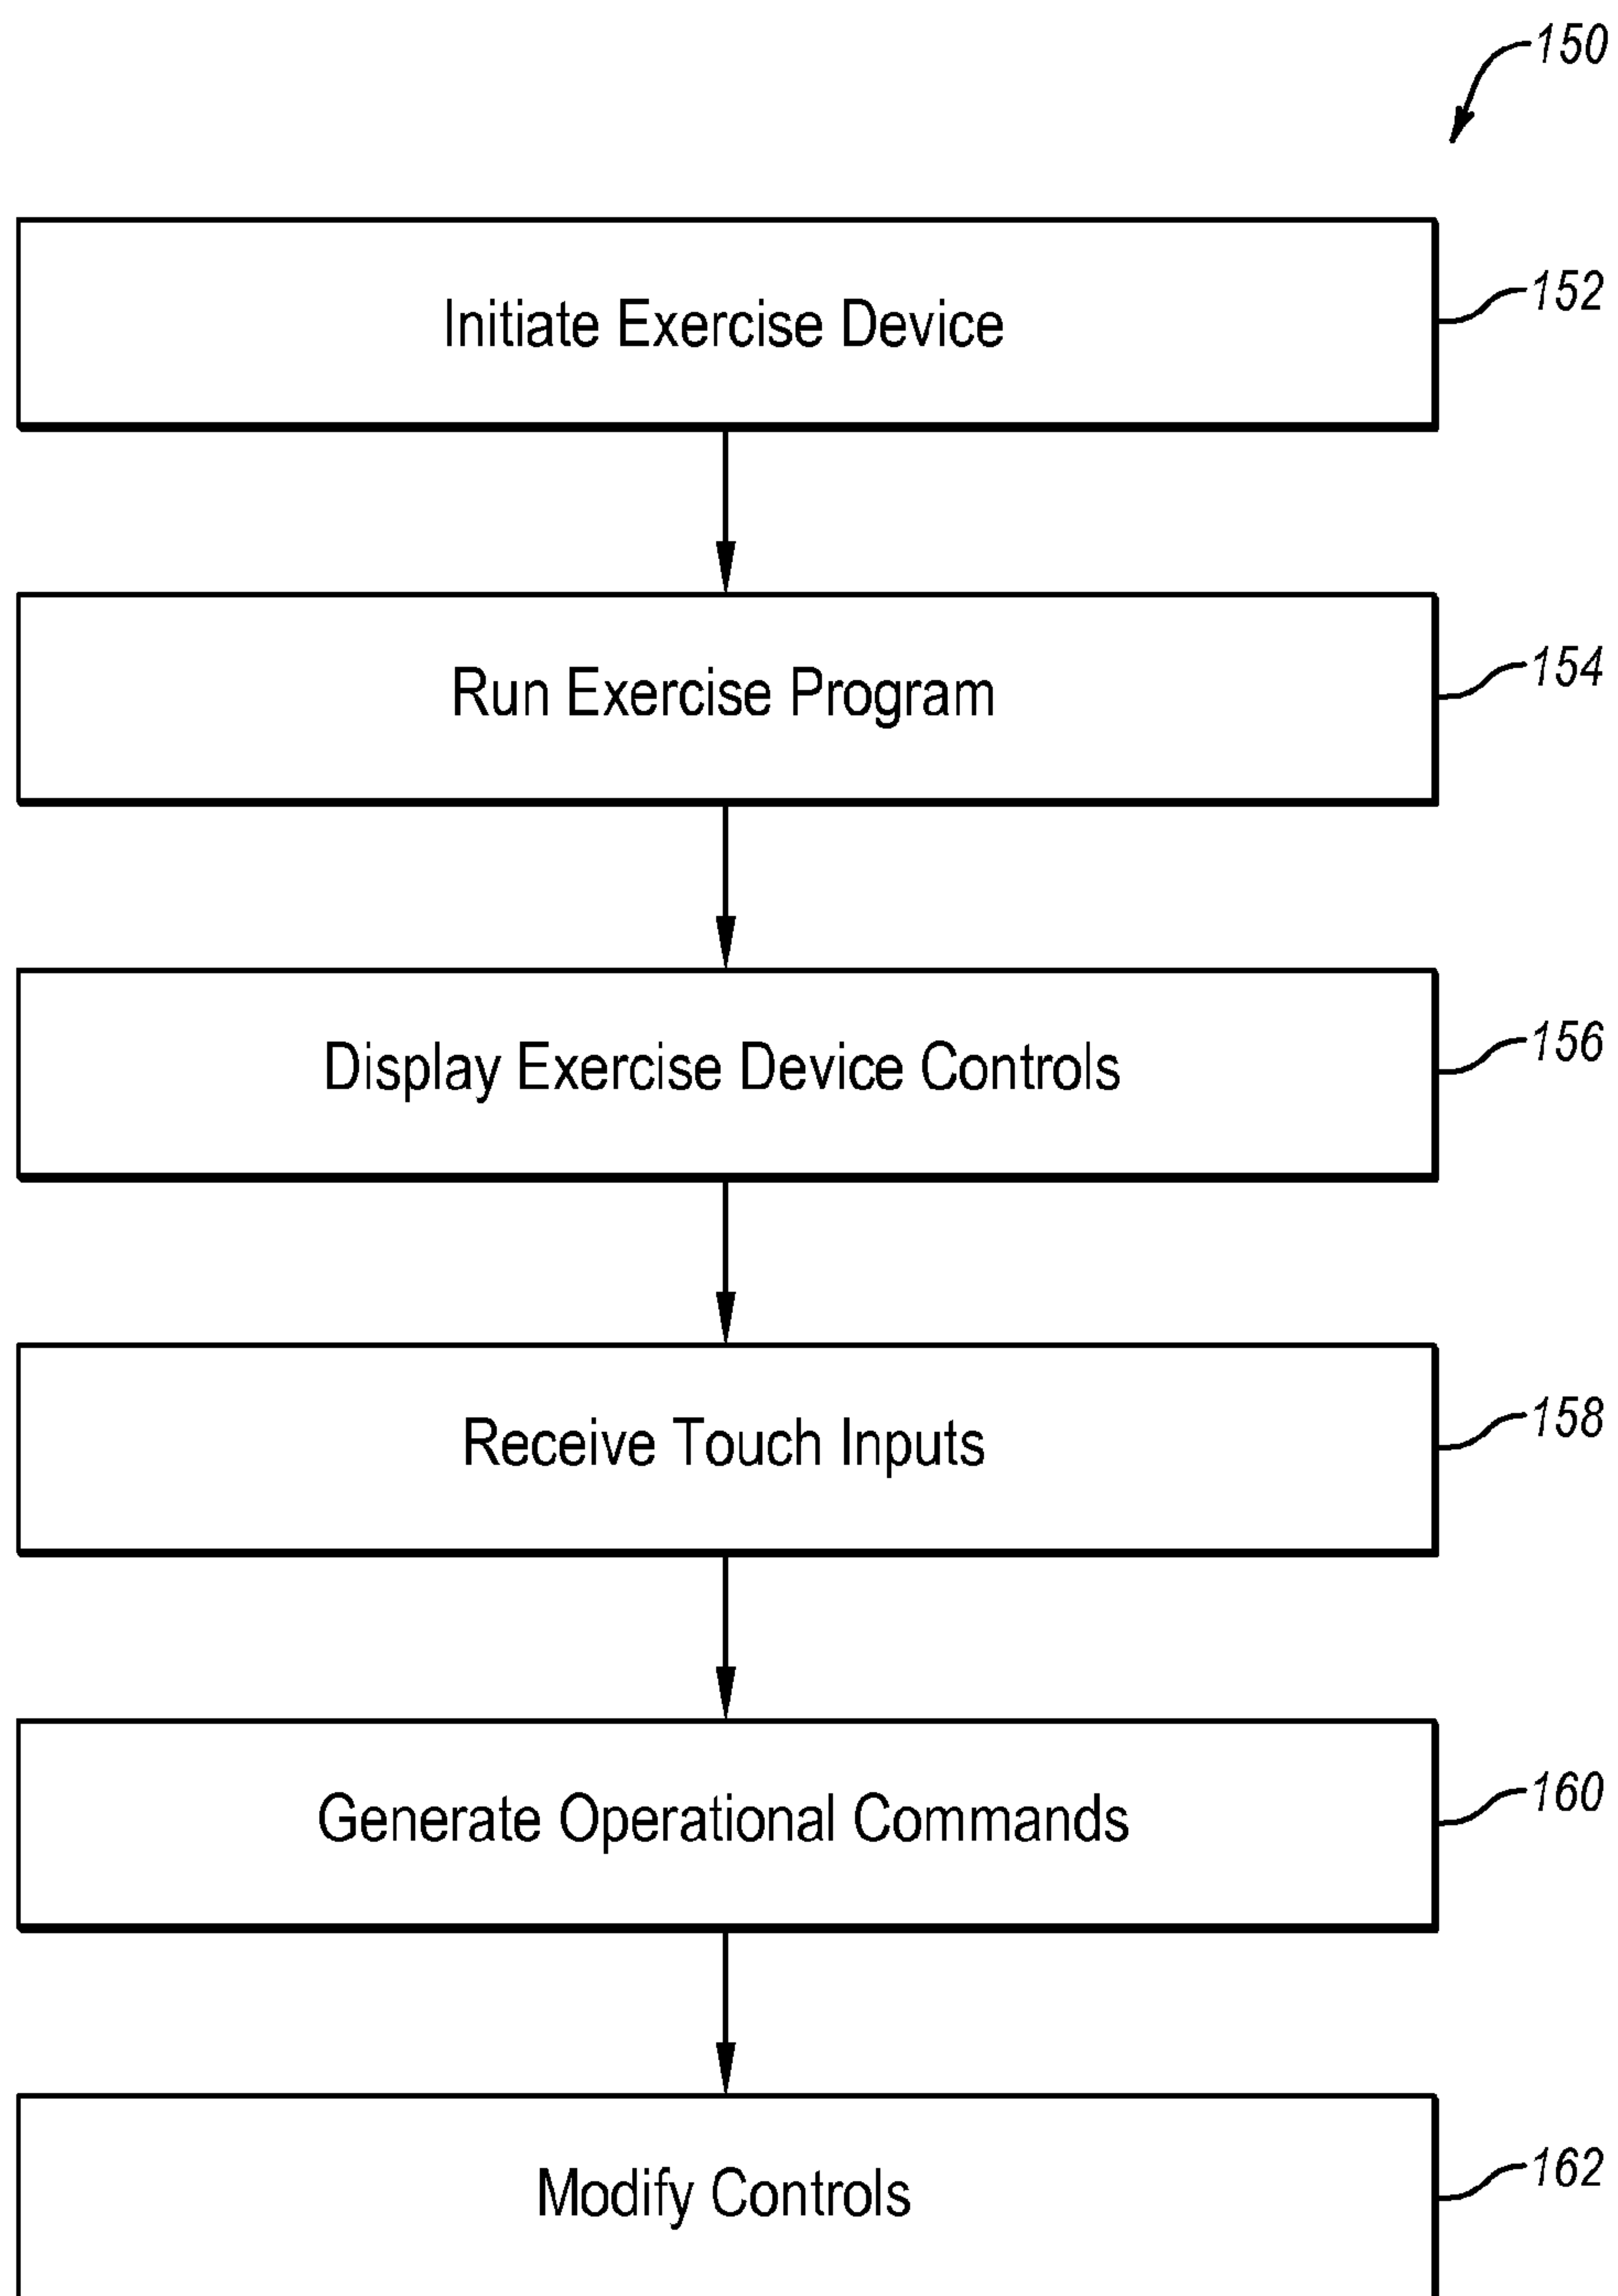 150
Initiate Exercise Device
152
Run Exercise Program
154
Display Exercise Device Controls
156
Receive Touch Inputs
158
Generate Operational Commands
160
Modify Controls
162